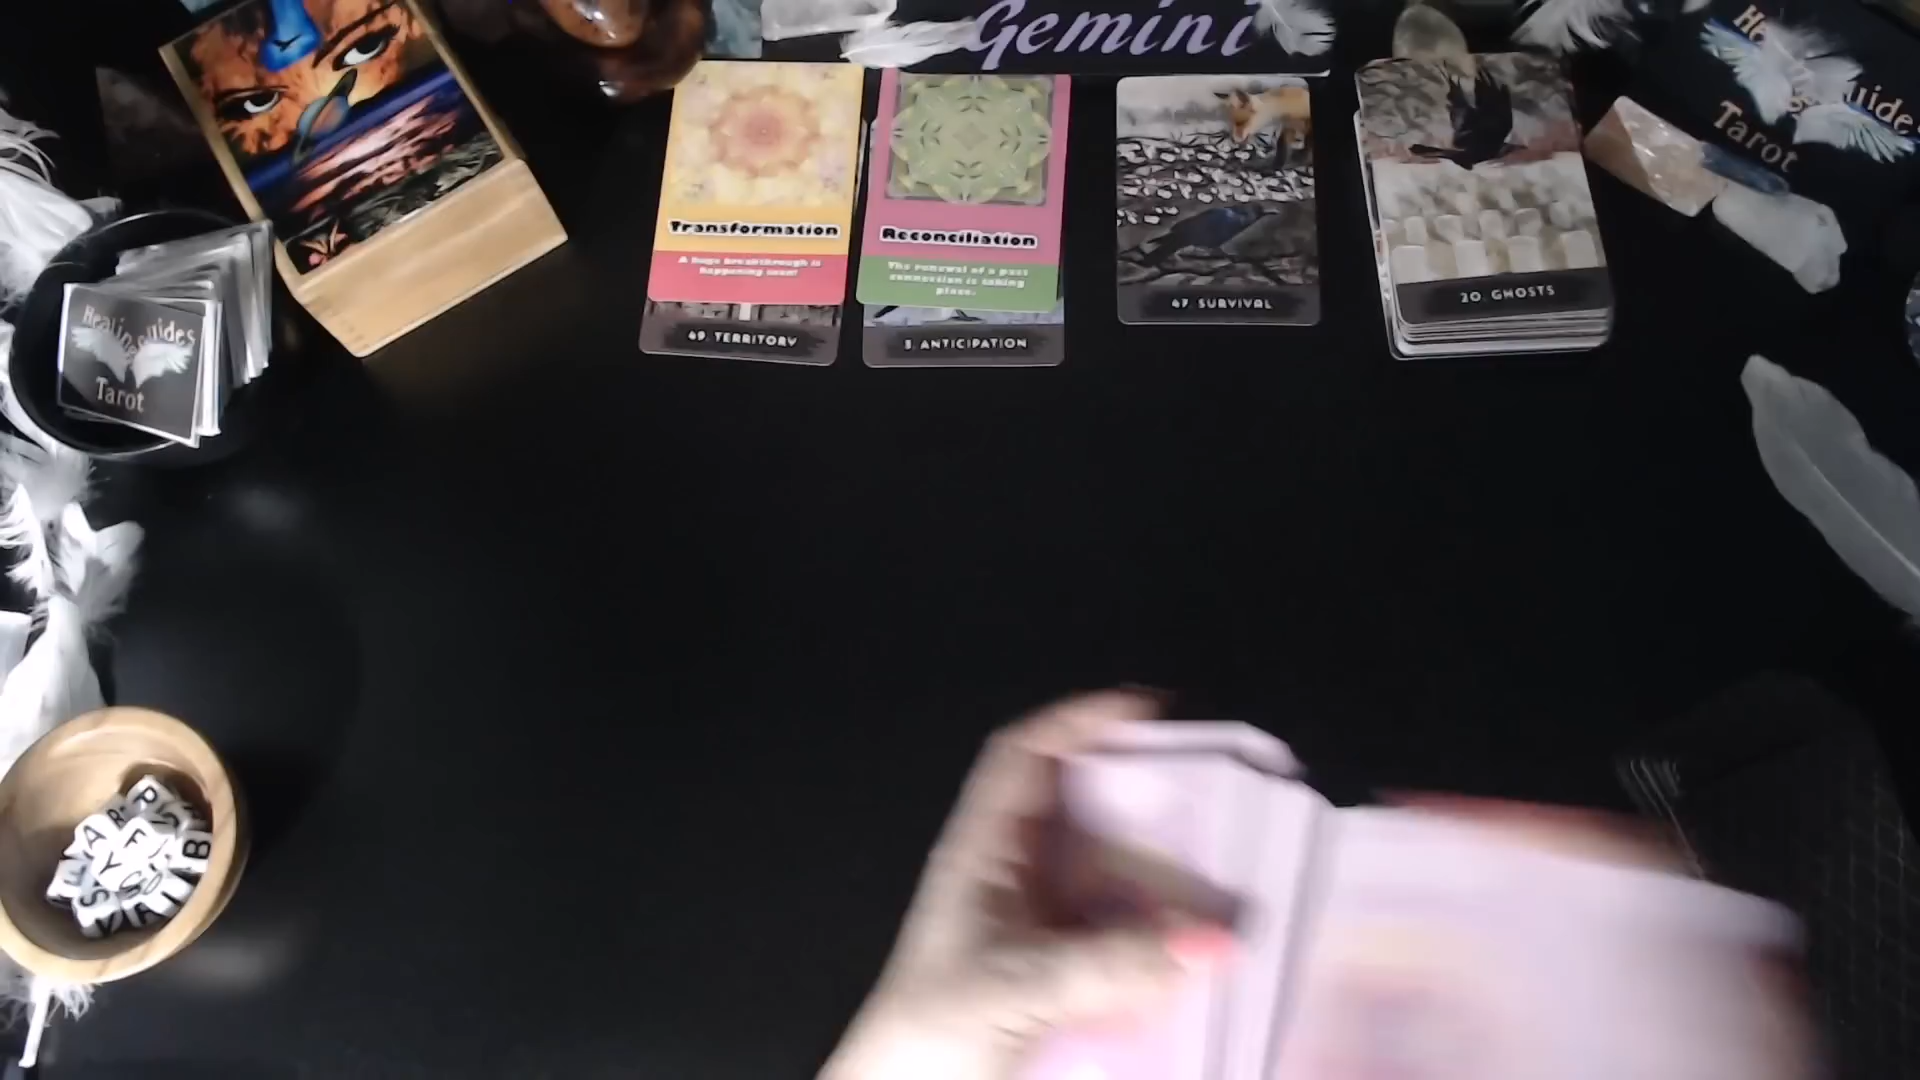 Gemini
Healing Guides
Tarot
Transformation
A huge breakthrough is
happening soon!
49. TERRITORY
Reconciliation
The renewal of a past
connection is taking
place.
3. ANTICIPATION
47. SURVIVAL
20. GHOSTS
Healing Guides
Tarot
R
A
F
Y
B
S